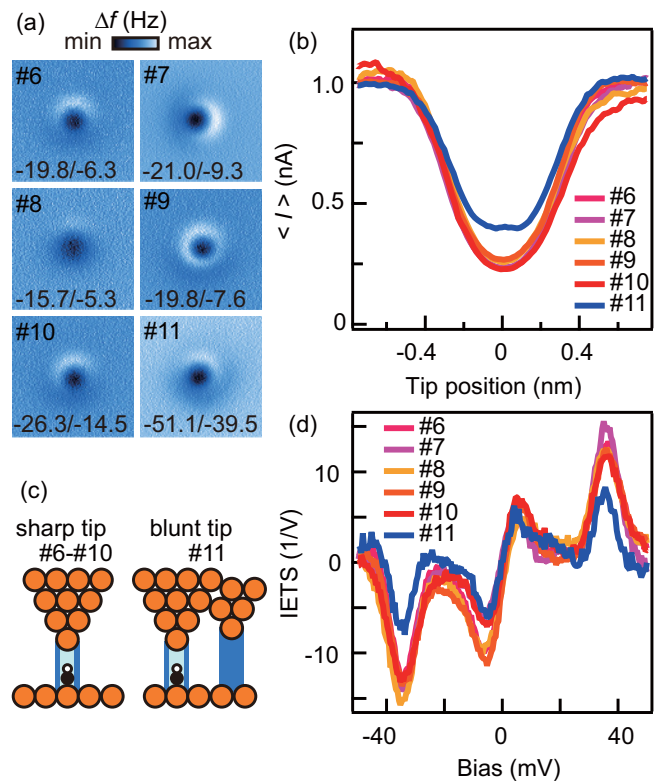 (a)
Δf (Hz)
min max
#6 #7
-19.8/-6.3 -21.0/-9.3
#8 #9
-15.7/-5.3 -19.8/-7.6
#10 #11
-26.3/-14.5 -51.1/-39.5
(b)
< I > (nA)
1.0
0.5
0
#6
#7
#8
#9
#10
#11
-0.4 0 0.4
Tip position (nm)
(c)
sharp tip blunt tip
#6-#10 #11
(d)
IETS (1/V)
10
0
-10
#6
#7
#8
#9
#10
#11
-40 0 40
Bias (mV)